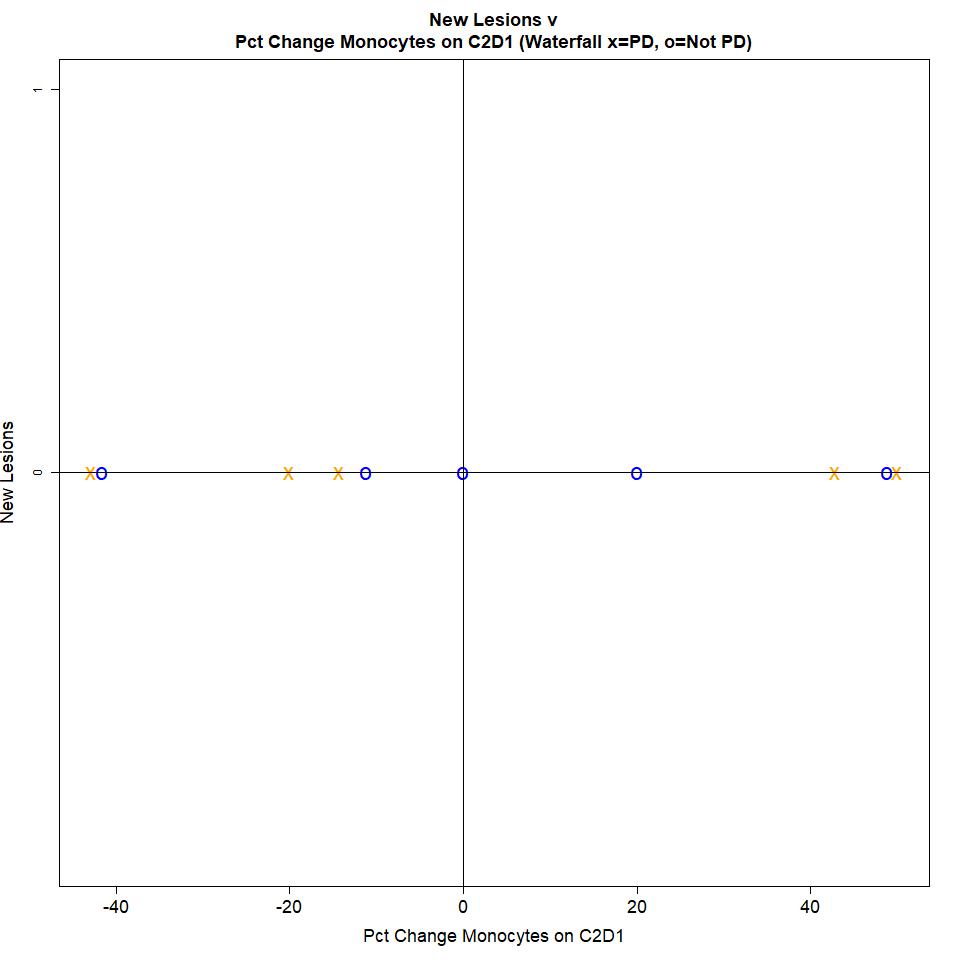 New Lesions v
Pct Change Monocytes on C2D1 (Waterfall x=PD, o=Not PD)
1
0
New Lesions
x o x x o o o x o x
-40 -20 0 20 40
Pct Change Monocytes on C2D1